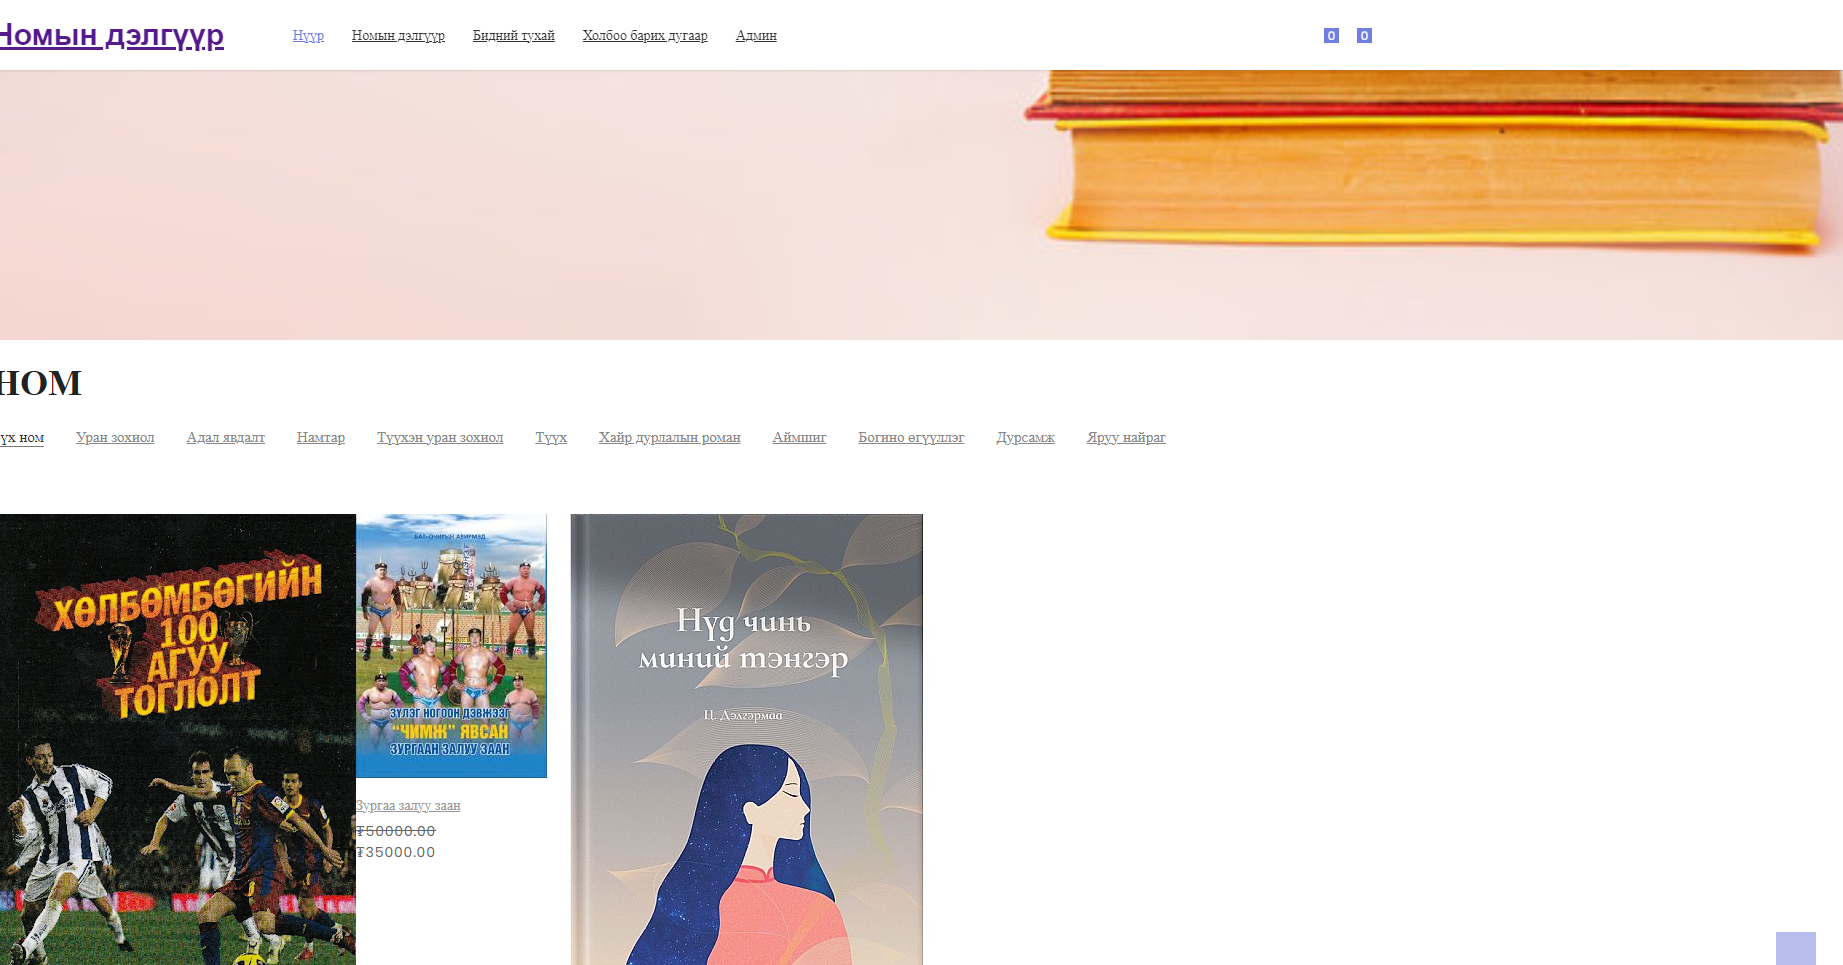 Номын дэлгүүр
Нүүр Номын дэлгүүр Бидний тухай Холбоо барих дугаар Админ
0 0
НОМ
үх ном Уран зохиол Адал явдалт Намтар Түүхэн уран зохиол Түүх Хайр дурлалын роман Аймшиг Богино өгүүллэг Дурсамж Яруу найраг
ХӨЛБӨМБӨГИЙН
100
АГУУ
ТОГЛОЛТ
БАТ-ОЧИРЫН АВИРМЭД
ЗҮЛЭГ НОГООН ДЭВЖЭЭГ
“ЧИМЖ” ЯВСАН
ЗУРГААН ЗАЛУУ ЗААН
Зургаа залуу заан
₮50000.00
₮35000.00
Нүд чинь
миний тэнгэр
Ц. Дэлгэрмаа